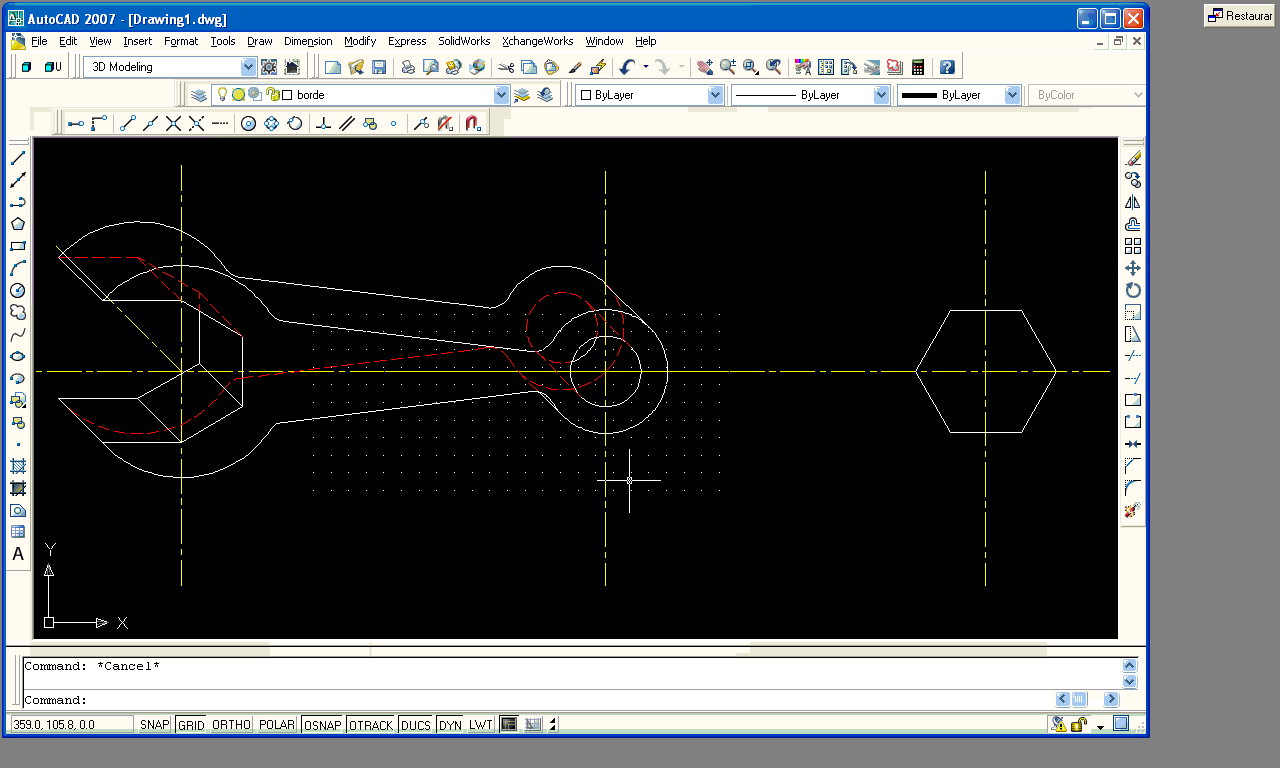 AutoCAD 2007 - [Drawing1.dwg]
Restaurar
File Edit View Insert Format Tools Draw Dimension Modify Express SolidWorks XchangeWorks Window Help
U 3D Modeling
borde ByLayer ByLayer ByLayer ByColor
A
Y
X
Command: *Cancel*
Command:
359.0, 105.8, 0.0 SNAP GRID ORTHO POLAR OSNAP OTRACK DUCS DYN LWT